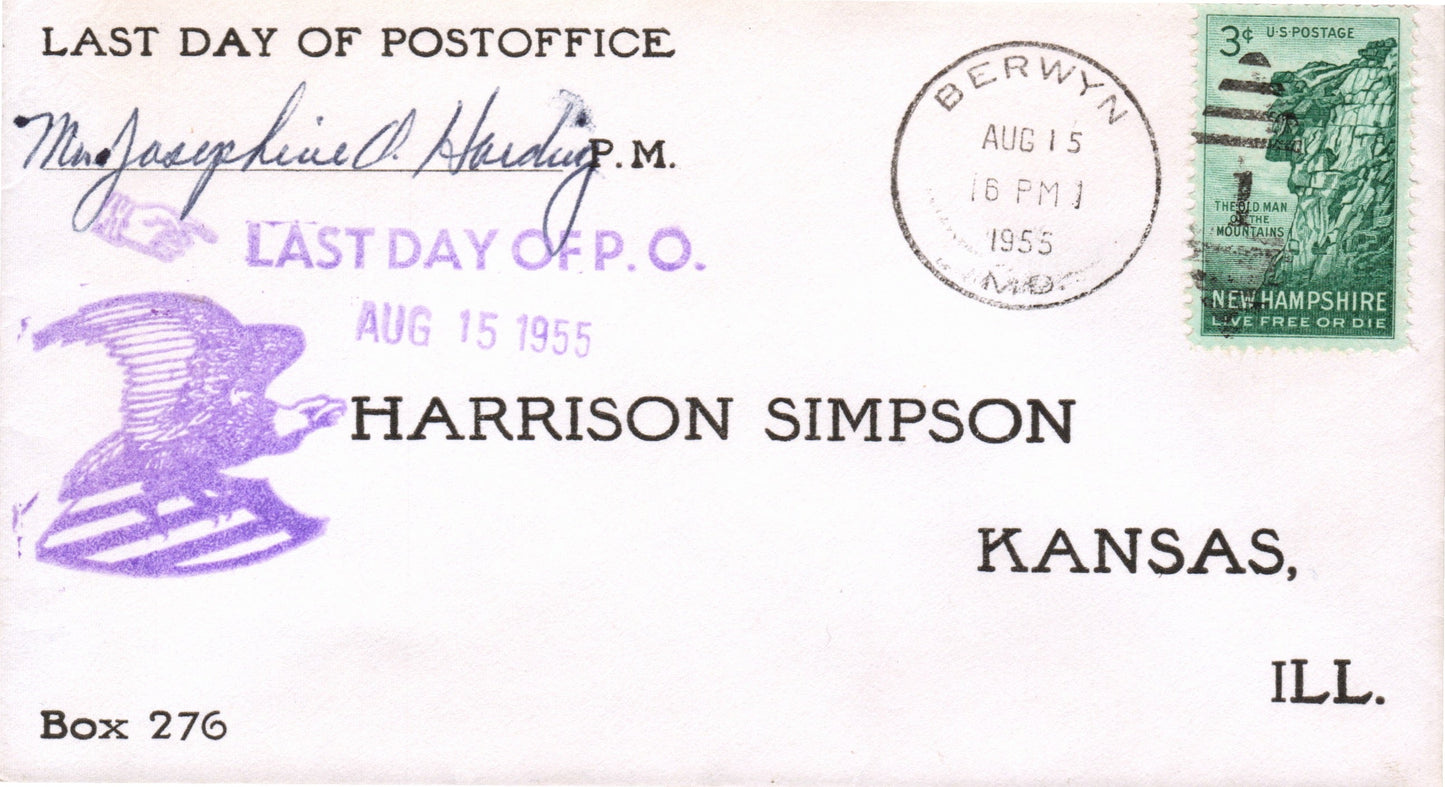 LAST DAY OF POSTOFFICE
Mrs. Josephine O. Harding P.M.
LAST DAY OF P.O.
AUG 15 1955
BERWYN
AUG 15
6 PM
1955
MD.
3¢ U·S·POSTAGE
THE OLD MAN
OF THE
MOUNTAINS
NEW HAMPSHIRE
LIVE FREE OR DIE
HARRISON SIMPSON
KANSAS,
ILL.
Box 276